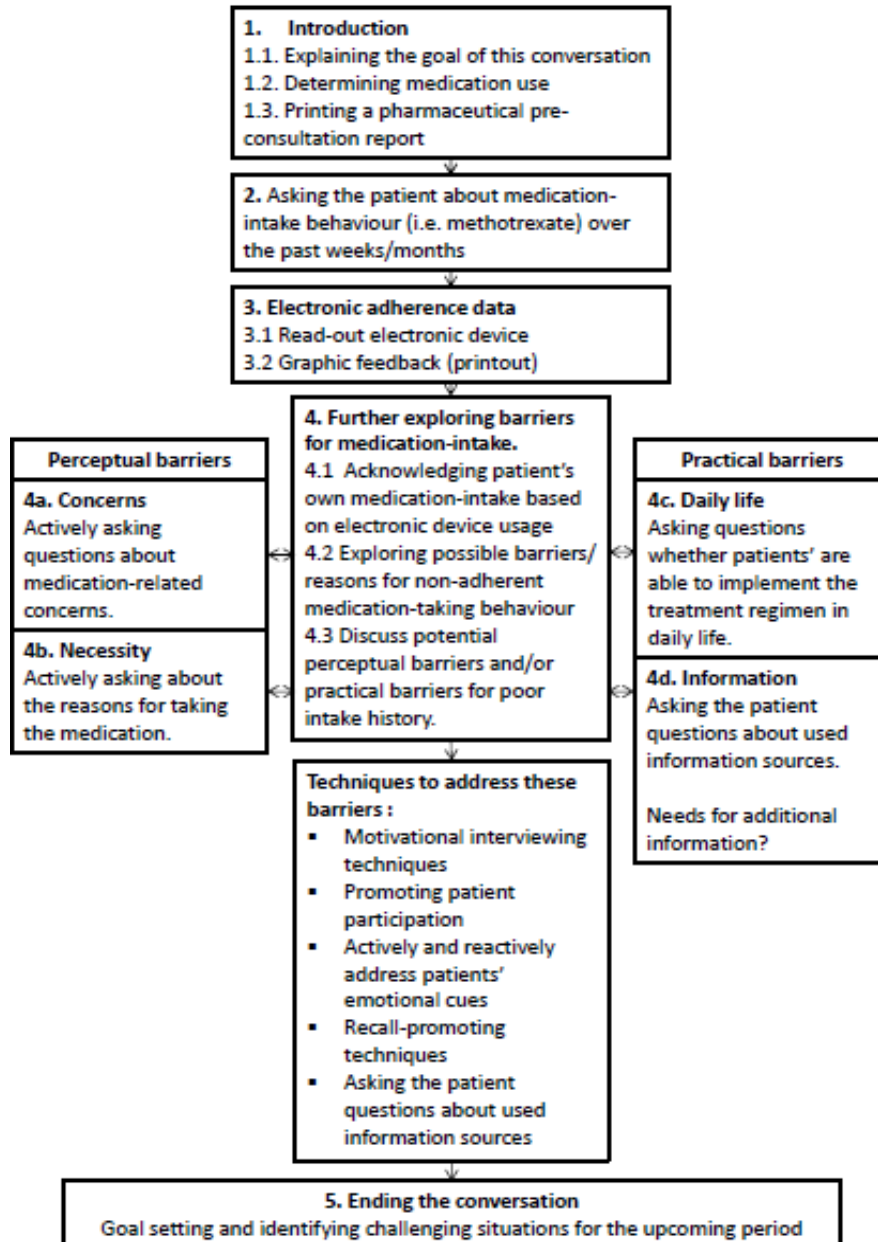 1. Introduction
1.1. Explaining the goal of this conversation
1.2. Determining medication use
1.3. Printing a pharmaceutical pre-
consultation report
2. Asking the patient about medication-
intake behaviour (i.e. methotrexate) over
the past weeks/months
3. Electronic adherence data
3.1 Read-out electronic device
3.2 Graphic feedback (printout)
Perceptual barriers
4a. Concerns
Actively asking
questions about
medication-related
concerns.
4b. Necessity
Actively asking about
the reasons for taking
the medication.
4. Further exploring barriers
for medication-intake.
4.1 Acknowledging patient's
own medication-intake based
on electronic device usage
4.2 Exploring possible barriers/
reasons for non-adherent
medication-taking behaviour
4.3 Discuss potential
perceptual barriers and/or
practical barriers for poor
intake history.
Practical barriers
4c. Daily life
Asking questions
whether patients' are
able to implement the
treatment regimen in
daily life.
4d. Information
Asking the patient
questions about used
information sources.
Needs for additional
information?
Techniques to address these
barriers :
▪ Motivational interviewing
techniques
▪ Promoting patient
participation
▪ Actively and reactively
address patients'
emotional cues
▪ Recall-promoting
techniques
▪ Asking the patient
questions about used
information sources
5. Ending the conversation
Goal setting and identifying challenging situations for the upcoming period